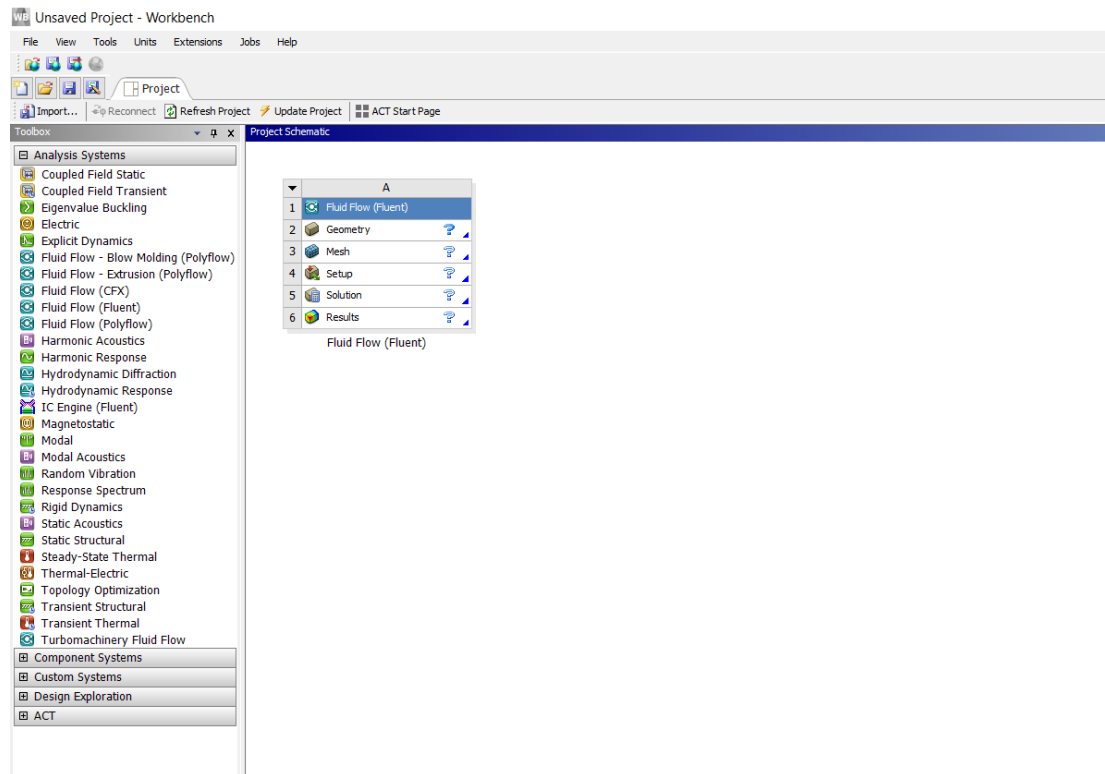 WB Unsaved Project - Workbench
File View Tools Units Extensions Jobs Help
Project
Import... Reconnect Refresh Project Update Project ACT Start Page
Toolbox
Project Schematic
Analysis Systems
Coupled Field Static
Coupled Field Transient
Eigenvalue Buckling
Electric
Explicit Dynamics
Fluid Flow - Blow Molding (Polyflow)
Fluid Flow - Extrusion (Polyflow)
Fluid Flow (CFX)
Fluid Flow (Fluent)
Fluid Flow (Polyflow)
Harmonic Acoustics
Harmonic Response
Hydrodynamic Diffraction
Hydrodynamic Response
IC Engine (Fluent)
Magnetostatic
Modal
Modal Acoustics
Random Vibration
Response Spectrum
Rigid Dynamics
Static Acoustics
Static Structural
Steady-State Thermal
Thermal-Electric
Topology Optimization
Transient Structural
Transient Thermal
Turbomachinery Fluid Flow
Component Systems
Custom Systems
Design Exploration
ACT
A
1 Fluid Flow (Fluent)
2 Geometry ?
3 Mesh ?
4 Setup ?
5 Solution ?
6 Results ?
Fluid Flow (Fluent)